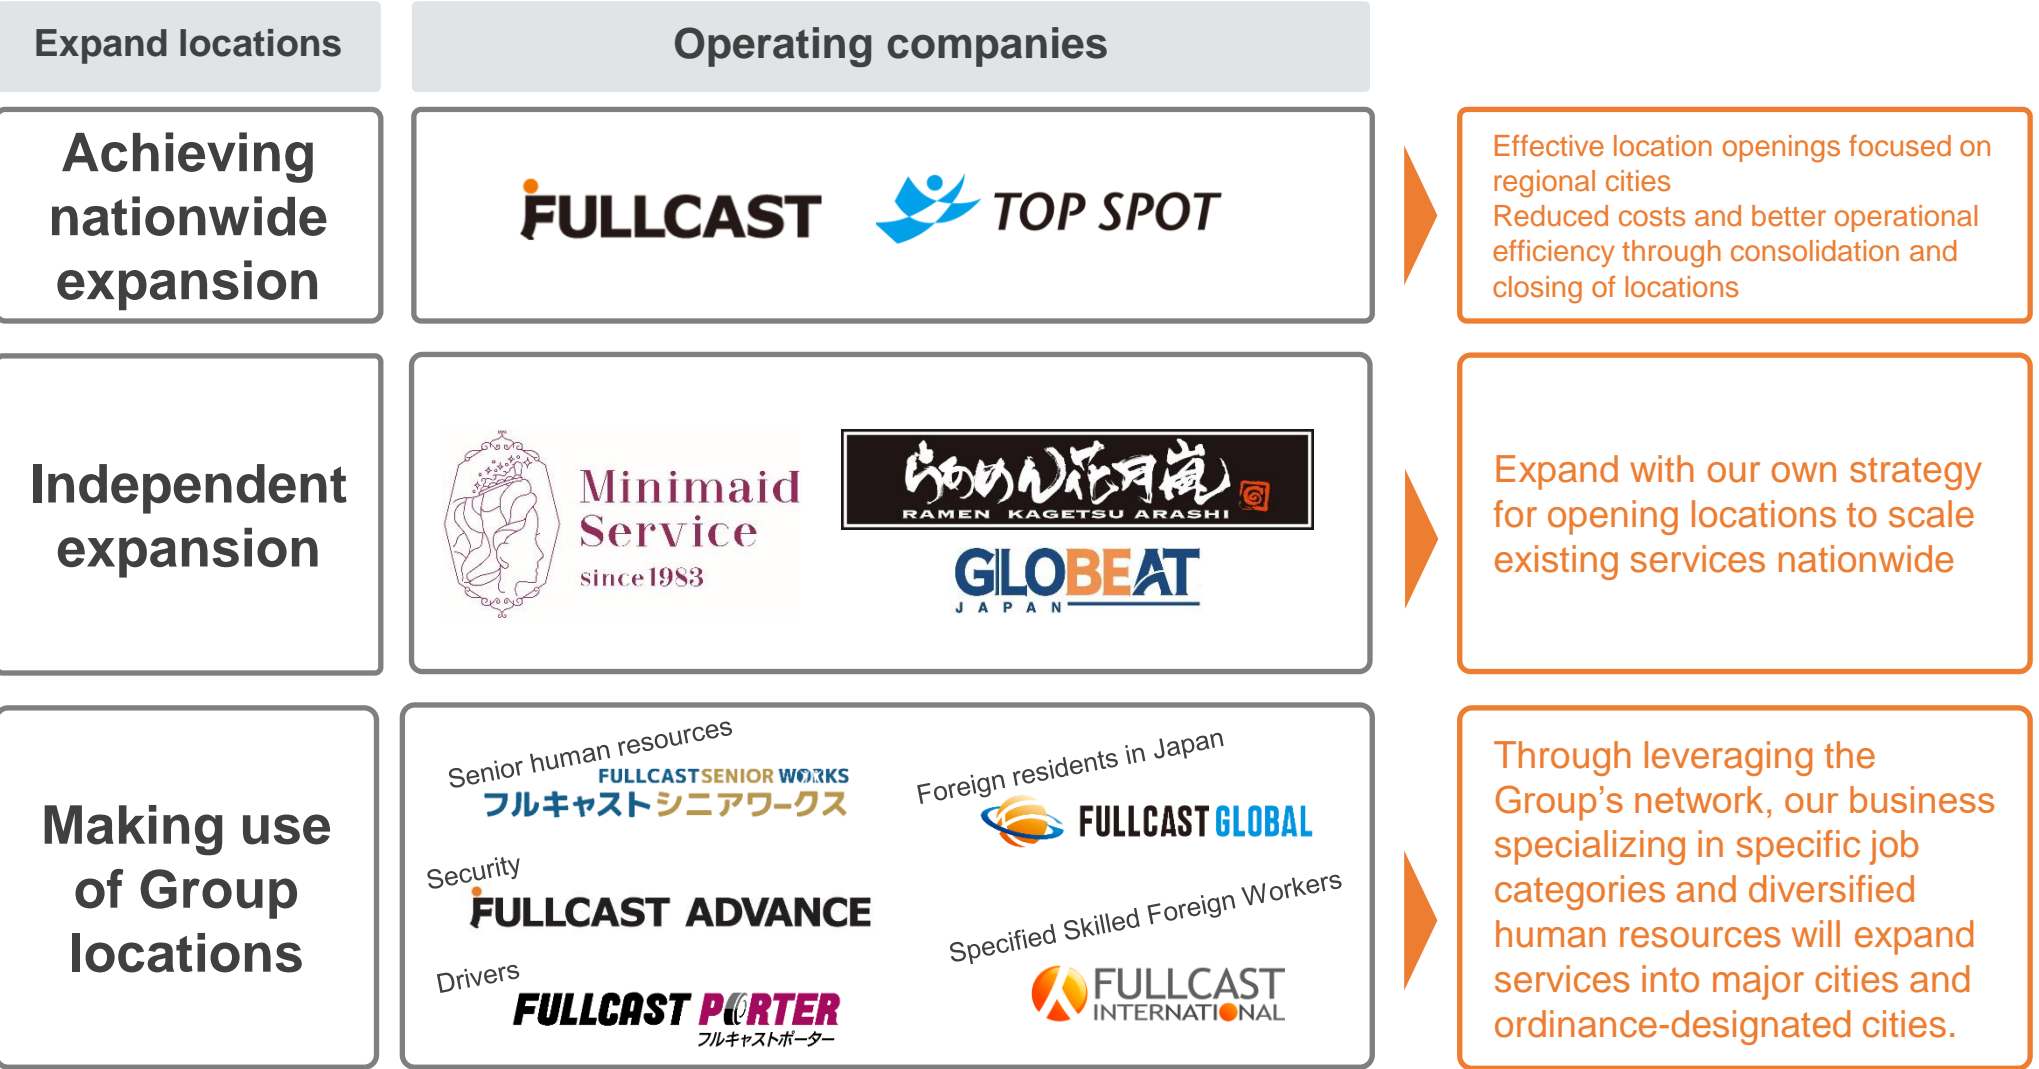 Expand locations
Operating companies
Achieving
nationwide
expansion
FULLCAST
TOP SPOT
Effective location openings focused on
regional cities
Reduced costs and better operational
efficiency through consolidation and
closing of locations
Independent
expansion
Minimaid
Service
since1983
らあめん花月嵐
RAMEN KAGETSU ARASHI
GLOBEAT
JAPAN
Expand with our own strategy
for opening locations to scale
existing services nationwide
Making use
of Group
locations
Senior human resources
FULLCAST SENIOR WORKS
フルキャストシニアワークス
Foreign residents in Japan
FULLCAST GLOBAL
Security
FULLCAST ADVANCE
Specified Skilled Foreign Workers
FULLCAST
INTERNATIONAL
Drivers
FULLCAST PORTER
フルキャストポーター
Through leveraging the
Group’s network, our business
specializing in specific job
categories and diversified
human resources will expand
services into major cities and
ordinance-designated cities.